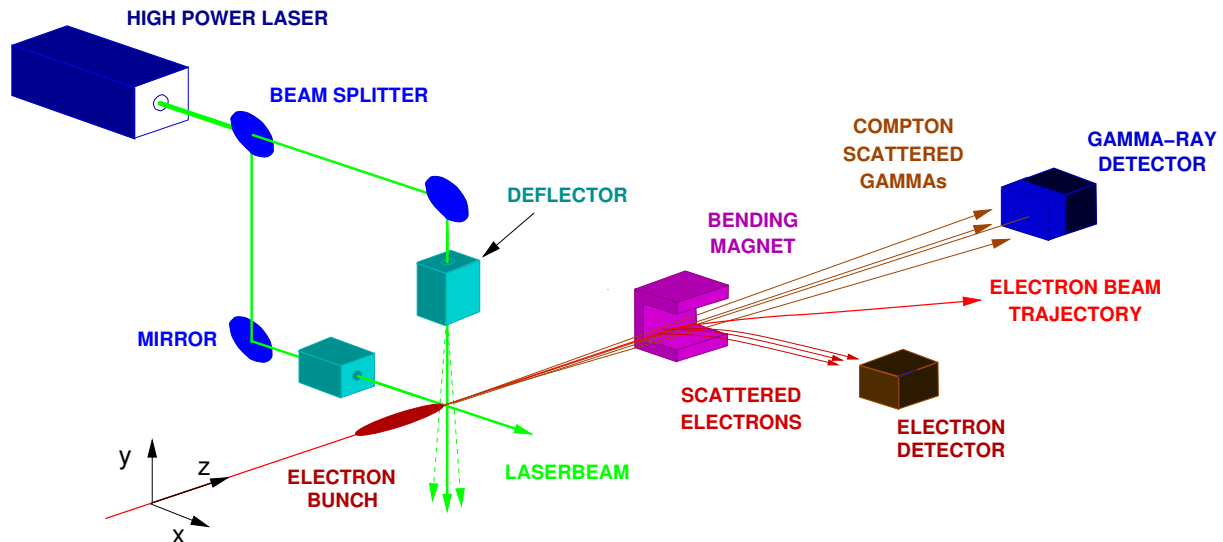 HIGH POWER LASER
BEAM SPLITTER
COMPTON
SCATTERED
GAMMAs
GAMMA−RAY
DETECTOR
DEFLECTOR
BENDING
MAGNET
ELECTRON BEAM
TRAJECTORY
MIRROR
SCATTERED
ELECTRONS
ELECTRON
DETECTOR
LASERBEAM
ELECTRON
BUNCH
y
z
x